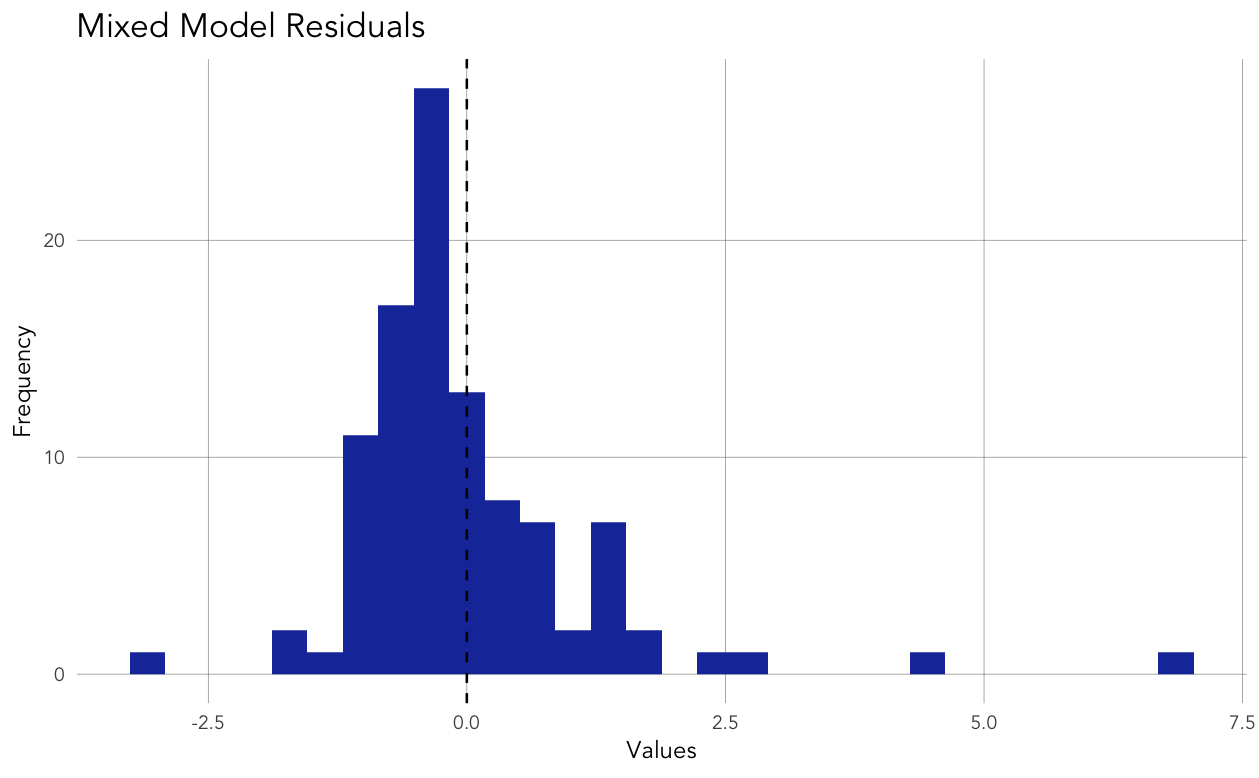 Mixed Model Residuals
Frequency
20
10
0
-2.5 0.0 2.5 5.0 7.5
Values